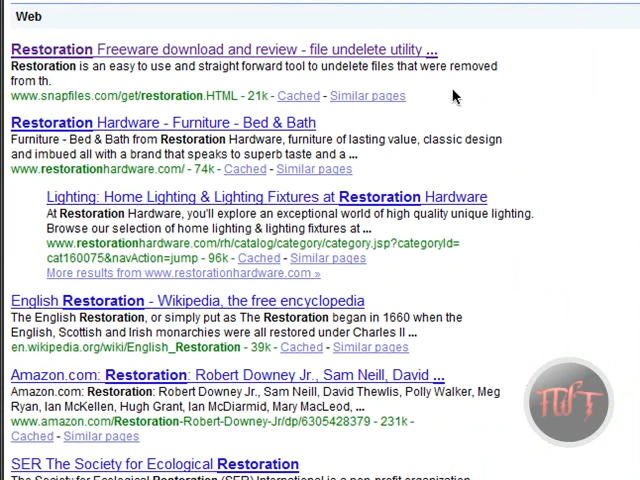 Web
Restoration Freeware download and review - file undelete utility ...
Restoration is an easy to use and straight forward tool to undelete files that were removed
from th.
www.snapfiles.com/get/restoration.HTML - 21k - Cached - Similar pages
Restoration Hardware - Furniture - Bed & Bath
Furniture - Bed & Bath from Restoration Hardware, furniture of lasting value, classic design
and imbued all with a brand that speaks to superb taste and a ...
www.restorationhardware.com/ - 74k - Cached - Similar pages
Lighting: Home Lighting & Lighting Fixtures at Restoration Hardware
At Restoration Hardware, you'll explore an exceptional world of high quality unique lighting.
Browse our selection of home lighting & lighting fixtures at ...
www.restorationhardware.com/rh/catalog/category/category.jsp?categoryId=
cat160075&navAction=jump - 96k - Cached - Similar pages
More results from www.restorationhardware.com »
English Restoration - Wikipedia, the free encyclopedia
The English Restoration, or simply put as The Restoration began in 1660 when the
English, Scottish and Irish monarchies were all restored under Charles II ...
en.wikipedia.org/wiki/English_Restoration - 39k - Cached - Similar pages
Amazon.com: Restoration: Robert Downey Jr., Sam Neill, David ...
Amazon.com: Restoration: Robert Downey Jr., Sam Neill, David Thewlis, Polly Walker, Meg
Ryan, Ian McKellen, Hugh Grant, Ian McDiarmid, Mary MacLeod, ...
www.amazon.com/Restoration-Robert-Downey-Jr/dp/6305428379 - 231k -
Cached - Similar pages
SER The Society for Ecological Restoration
The Society for Ecological Restoration (SER) International is a non-profit organization